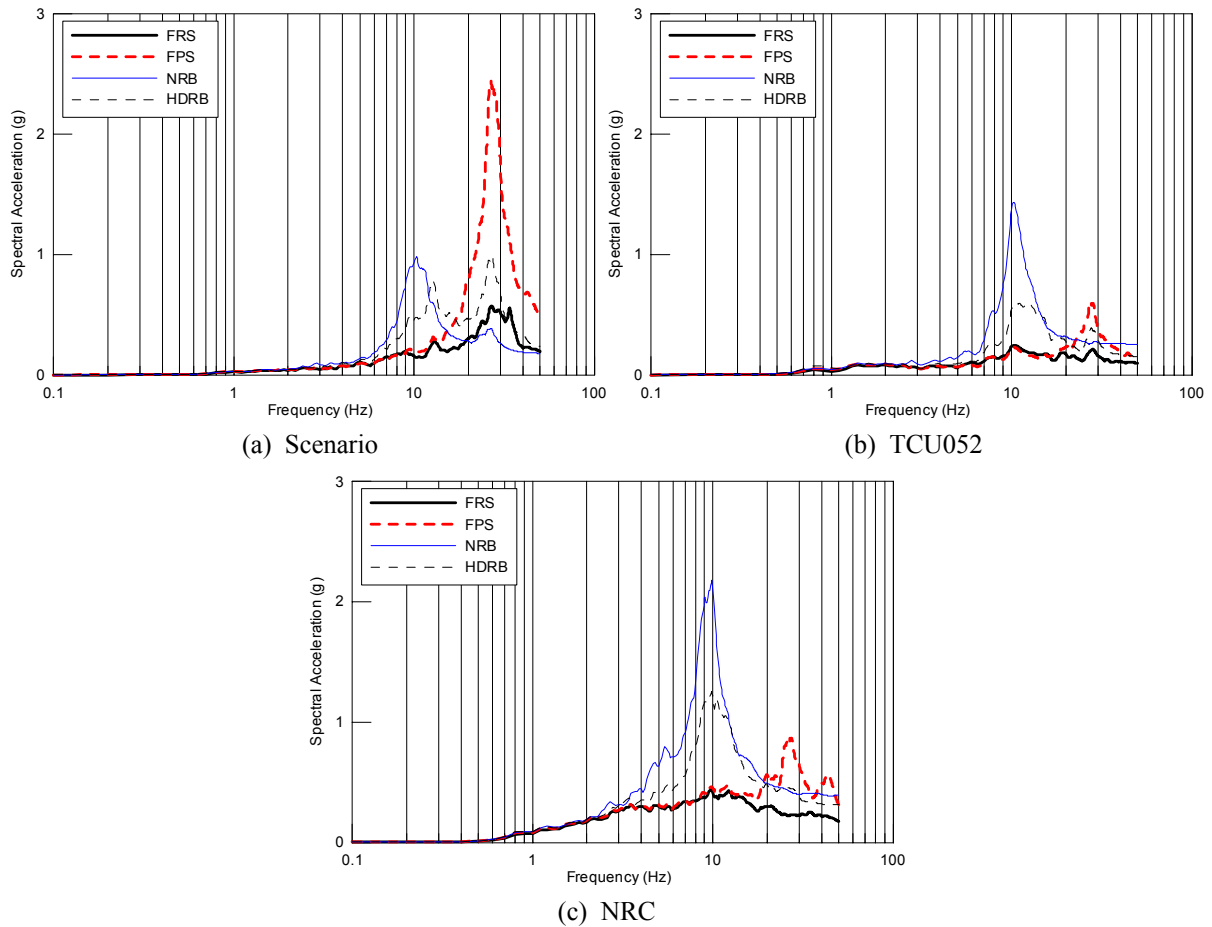 3
FRS
FPS
NRB
HDRB
2
1
0
Spectral Acceleration (g)
0.1
1
10
100
Frequency (Hz)
(a) Scenario
3
FRS
FPS
NRB
HDRB
2
1
0
Spectral Acceleration (g)
0.1
1
10
100
Frequency (Hz)
(b) TCU052
3
FRS
FPS
NRB
HDRB
2
1
0
Spectral Acceleration (g)
0.1
1
10
100
Frequency (Hz)
(c) NRC